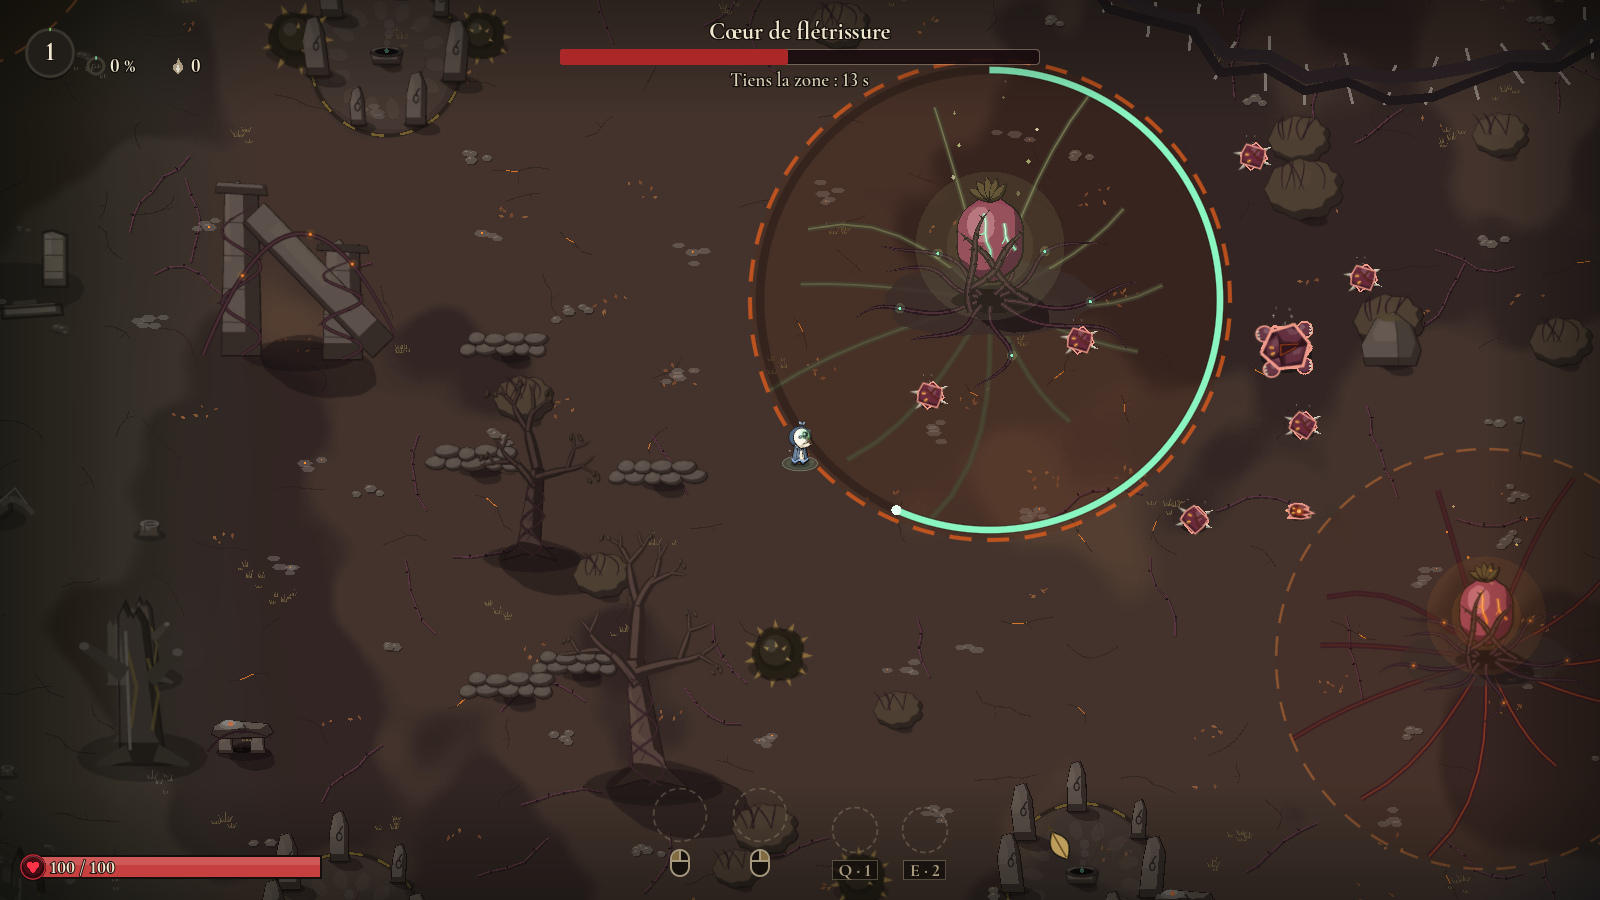 Cœur de flétrissure
1
0 %
0
Tiens la zone : 13 s
100 / 100
Q · 1
E · 2